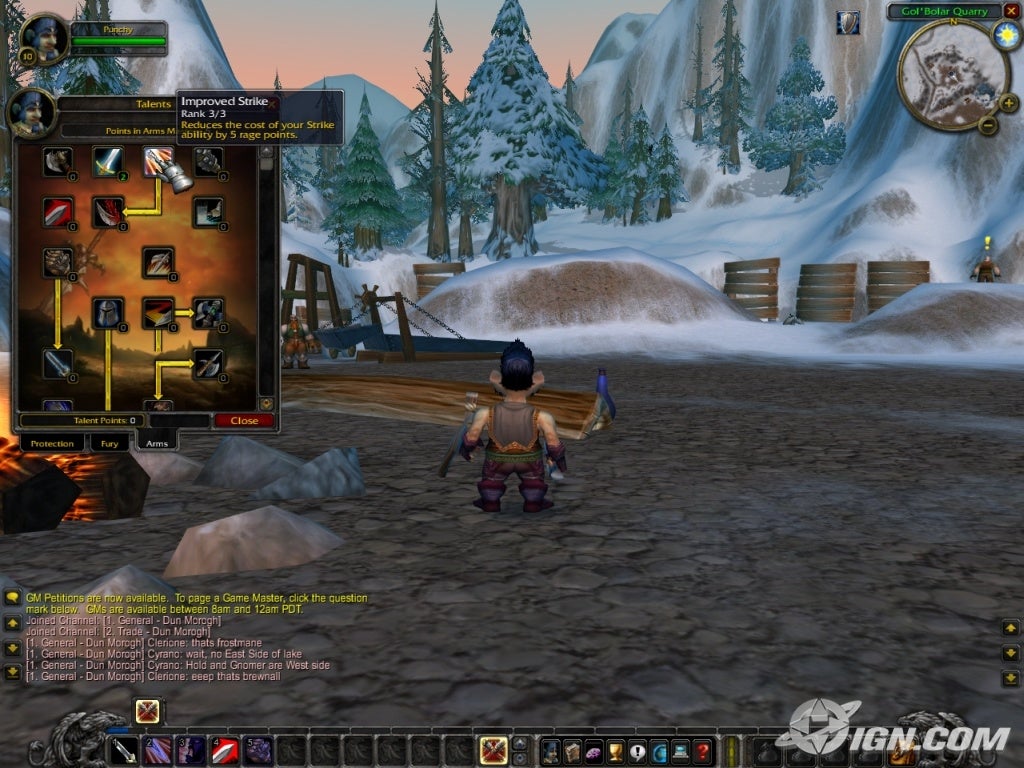 Punchy
10
Gol'Bolar Quarry
N
Talents
Points in Arms M
Improved Strike
Rank 3/3
Reduces the cost of your Strike
ability by 5 rage points.
0 2 0
0 0 0
0 0
0 0 0
0 0
Talent Points: 0
Close
Protection Fury Arms
GM Petitions are now available. To page a Game Master, click the question
mark below. GMs are available between 8am and 12am PDT.
Joined Channel: [1. General - Dun Morogh]
Joined Channel: [2. Trade - Dun Morogh]
[1. General - Dun Morogh] Clerione: thats frostmane
[1. General - Dun Morogh] Cyrano: wait, no East Side of lake
[1. General - Dun Morogh] Cyrano: Hold and Gnomer are West side
[1. General - Dun Morogh] Clerione: eeep thats brewnall
2 3 4 5
IGN.COM